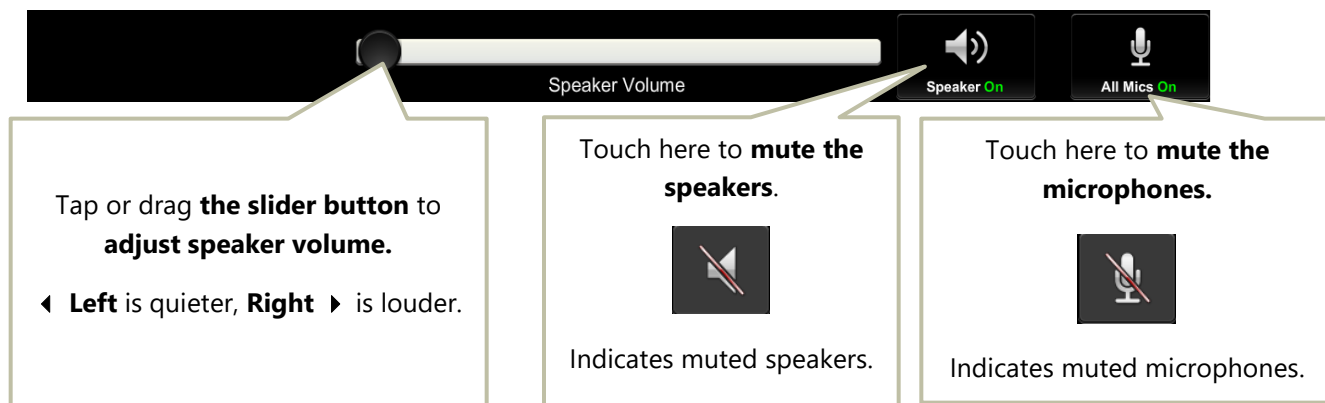 Speaker Volume
Speaker On
All Mics On
Tap or drag the slider button to
adjust speaker volume.
Left is quieter, Right is louder.
Touch here to mute the
speakers.
Indicates muted speakers.
Touch here to mute the
microphones.
Indicates muted microphones.